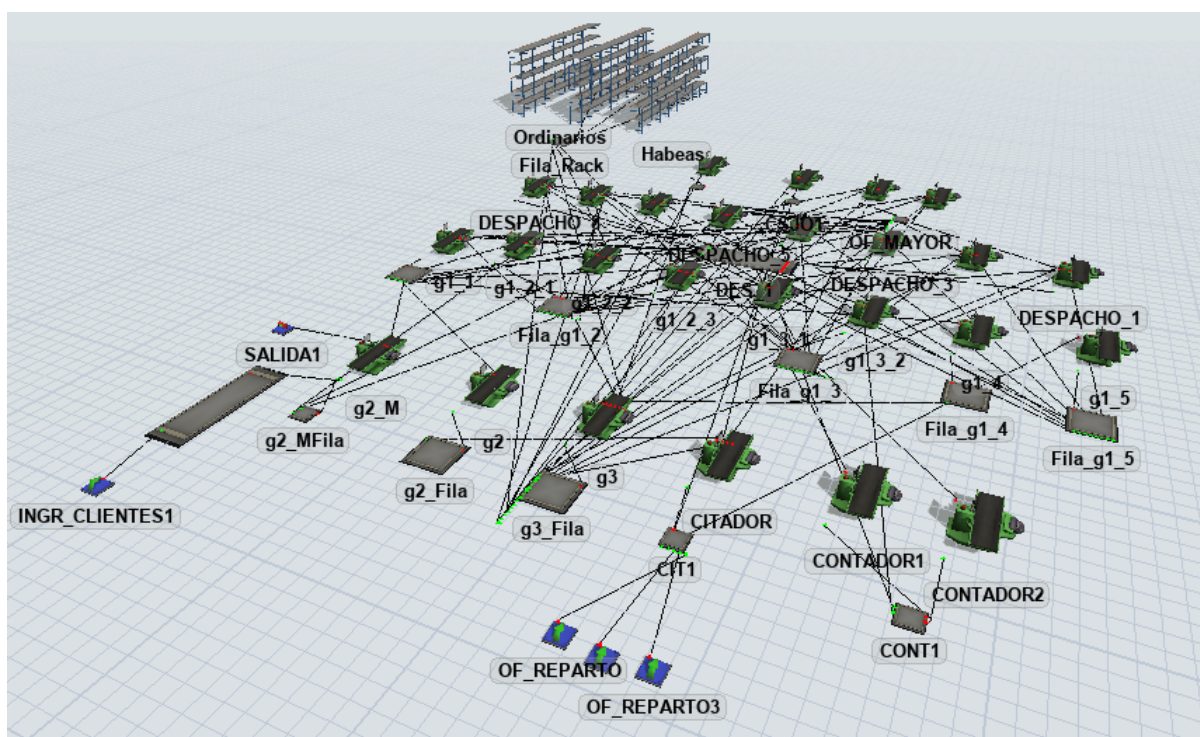 Ordinarios
Habeas
Fila_Rack
OF_MAYOR
DESPACHO_3
DES_1
DESPACHO_1
g1_1
g1_2_1
g1_2_3
Fila_g1_2
g1_3_1
g1_3_2
SALIDA1
Fila_g1_3
g1_4
g1_5
g2_M
g2_MFila
Fila_g1_4
g2
Fila_g1_5
g2_Fila
g3
INGR_CLIENTES1
g3_Fila
CITADOR
CIT1
CONTADOR1
CONTADOR2
CONT1
OF_REPARTO
OF_REPARTO3